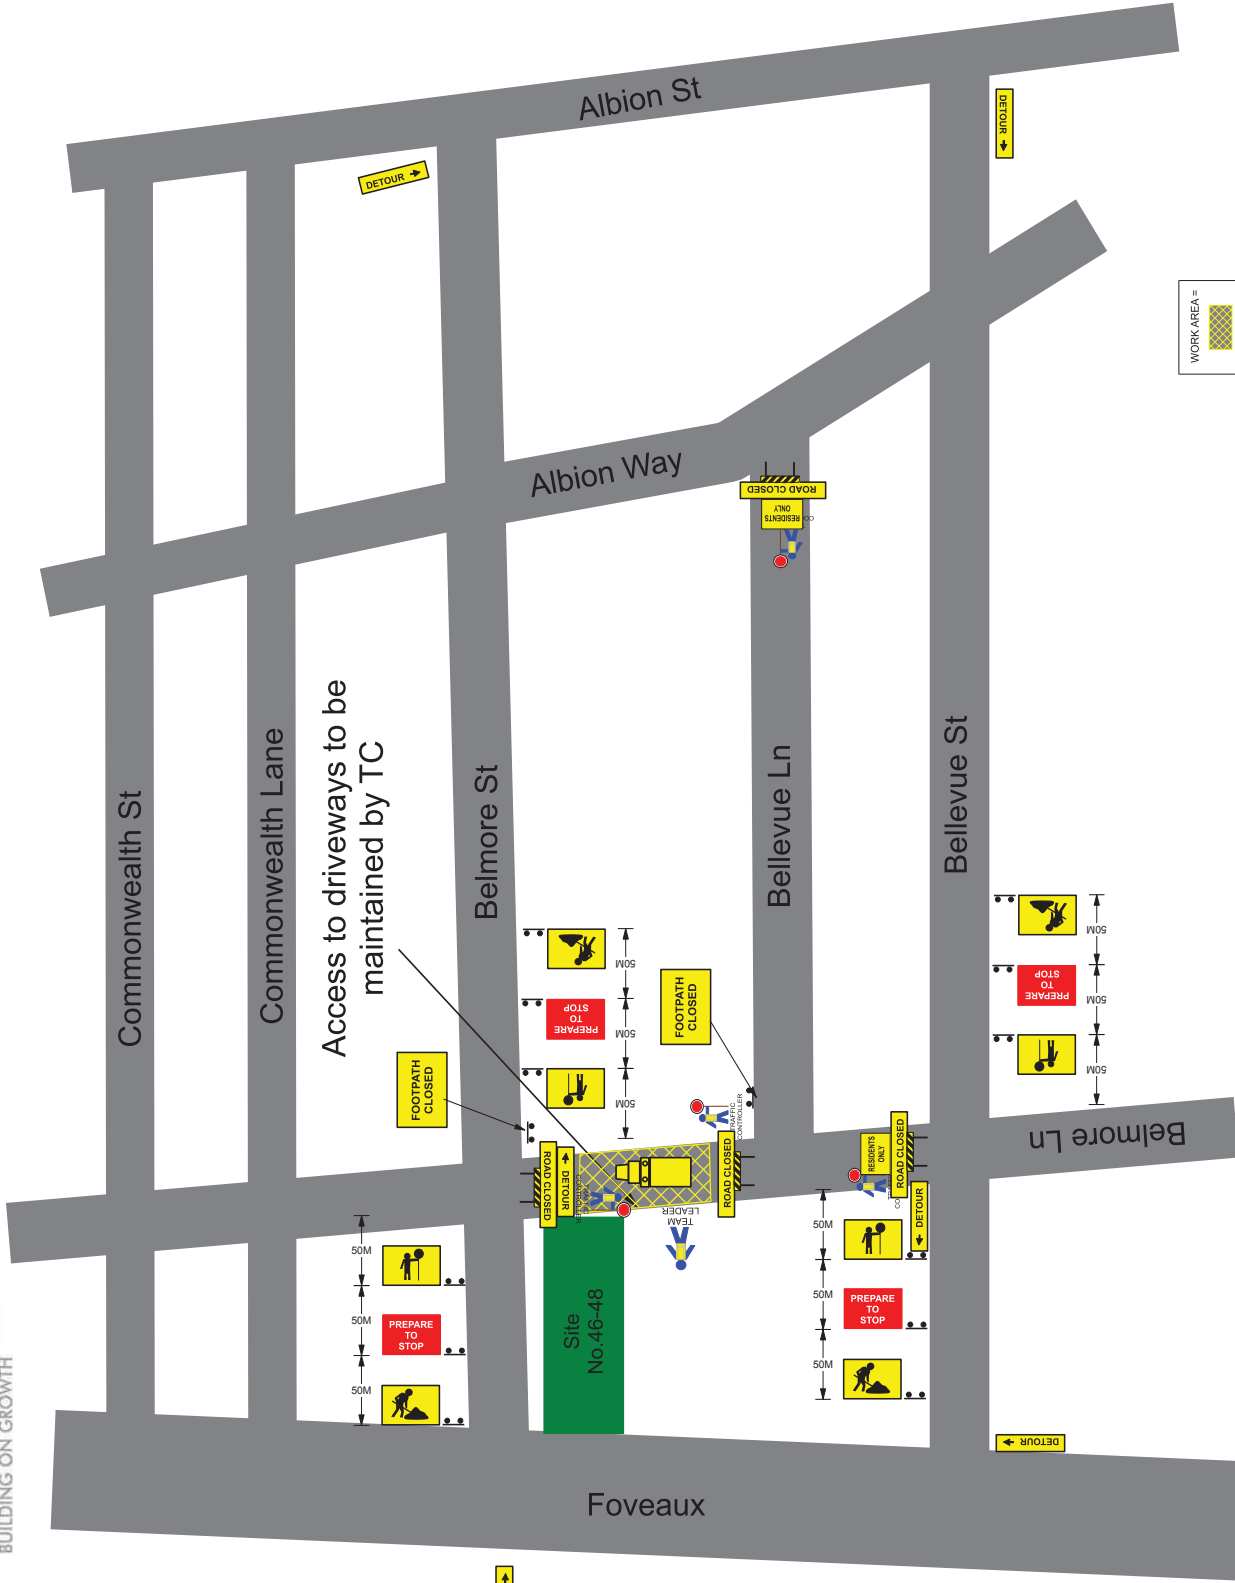 Albion St
DETOUR
DETOUR
WORK AREA =
Albion Way
ROAD CLOSED
RESIDENTS
ONLY
CO
Access to driveways to be
maintained by TC
Commonwealth St
Commonwealth Lane
Belmore St
Bellevue Ln
Bellevue St
50M
PREPARE
TO
STOP
50M
50M
FOOTPATH
CLOSED
FOOTPATH
CLOSED
50M
PREPARE
TO
STOP
50M
50M
TRAFFIC
CONTROLLER
Belmore Ln
ROAD CLOSED
DETOUR
CONTROLLER
ROAD CLOSED
TEAM
LEADER
RESIDENTS
ONLY
ROAD CLOSED
CO
DETOUR
50M
50M
PREPARE
TO
STOP
50M
50M
50M
PREPARE
TO
STOP
50M
Site
No.46-48
DETOUR
Foveaux
BUILDING ON GROWTH